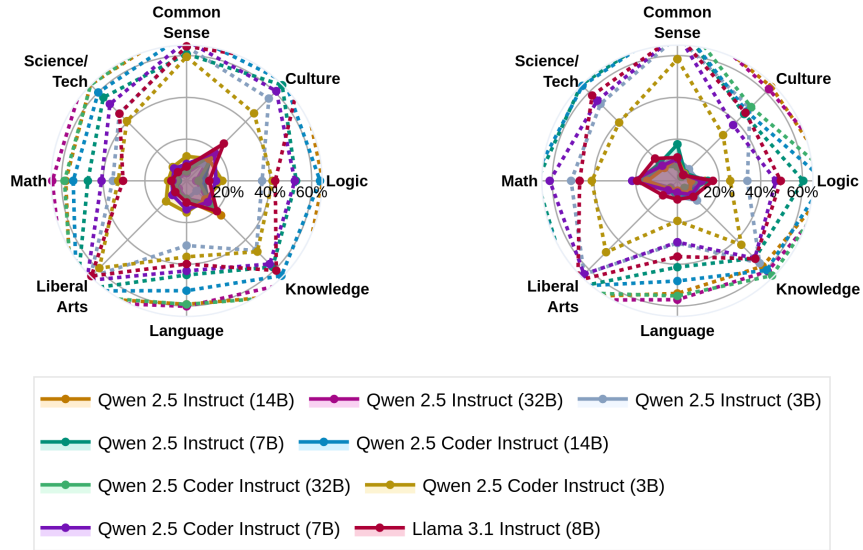 Common
Sense
Science/
Tech
Culture
Math
20% 40% 60%
Logic
Liberal
Arts
Knowledge
Language
Common
Sense
Science/
Tech
Culture
Math
20% 40% 60%
Logic
Liberal
Arts
Knowledge
Language
Qwen 2.5 Instruct (14B) Qwen 2.5 Instruct (32B) Qwen 2.5 Instruct (3B)
Qwen 2.5 Instruct (7B) Qwen 2.5 Coder Instruct (14B)
Qwen 2.5 Coder Instruct (32B) Qwen 2.5 Coder Instruct (3B)
Qwen 2.5 Coder Instruct (7B) Llama 3.1 Instruct (8B)